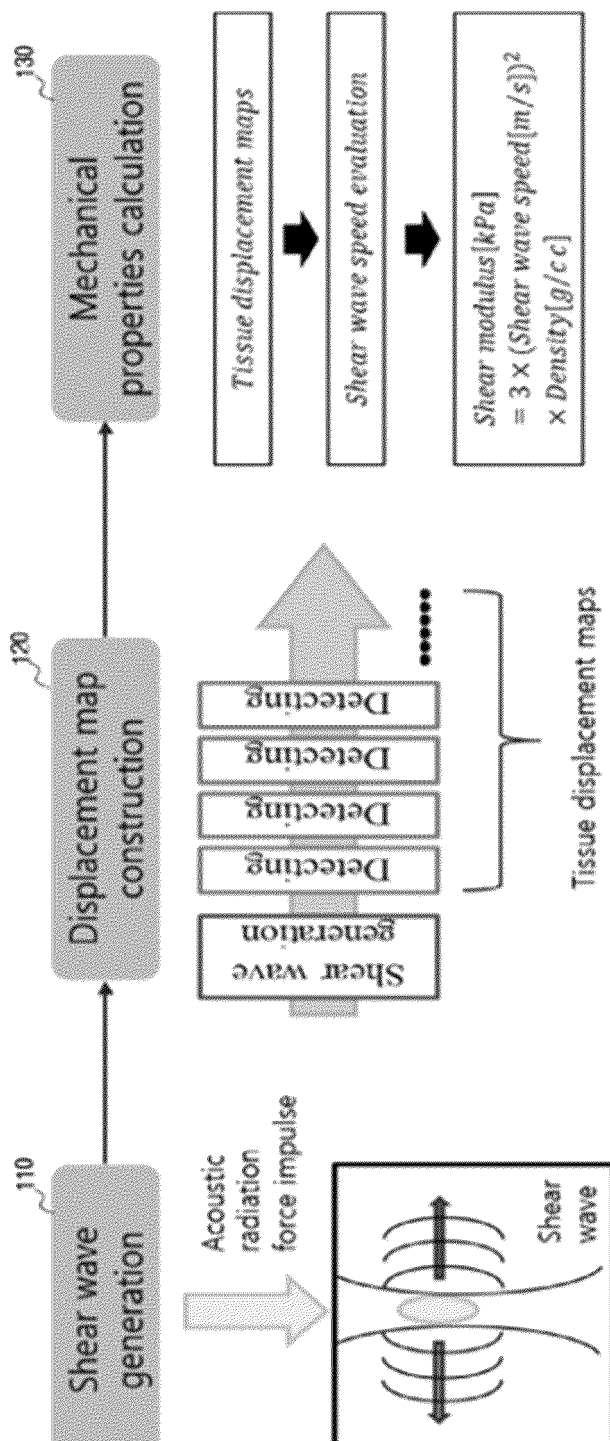 110
Shear wave
generation
Acoustic
radiation
force impulse
Shear
wave
120
Displacement map
construction
Shear wave
generation
Detecting
Detecting
Detecting
Detecting
Tissue displacement maps
130
Mechanical
properties calculation
Tissue displacement maps
Shear wave speed evaluation
Shear modulus[kPa]
= 3 × (Shear wave speed[m/s])²
× Density[g/cc]